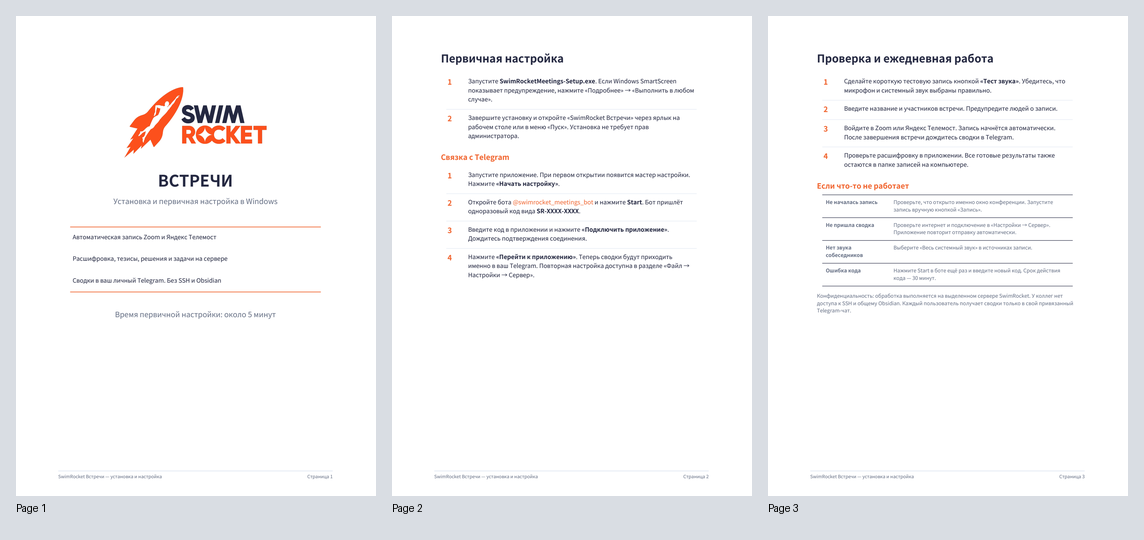 SWIM
ROCKET
ВСТРЕЧИ
Установка и первичная настройка в Windows
Автоматическая запись Zoom и Яндекс Телемост
Расшифровка, тезисы, решения и задачи на сервере
Сводки в ваш личный Telegram. Без SSH и Obsidian
Время первичной настройки: около 5 минут
SwimRocket Встречи — установка и настройка
Страница 1
Page 1
Первичная настройка
1 Запустите SwimRocketMeetings-Setup.exe. Если Windows SmartScreen
показывает предупреждение, нажмите «Подробнее» → «Выполнить в любом
случае».
2 Завершите установку и откройте «SwimRocket Встречи» через ярлык на
рабочем столе или в меню «Пуск». Установка не требует прав
администратора.
Связка с Telegram
1 Запустите приложение. При первом открытии появится мастер настройки.
Нажмите «Начать настройку».
2 Откройте бота @swimrocket_meetings_bot и нажмите Start. Бот пришлёт
одноразовый код вида SR-XXXX-XXXX.
3 Введите код в приложении и нажмите «Подключить приложение».
Дождитесь подтверждения соединения.
4 Нажмите «Перейти к приложению». Теперь сводки будут приходить
именно в ваш Telegram. Повторная настройка доступна в разделе «Файл →
Настройки → Сервер».
SwimRocket Встречи — установка и настройка
Страница 2
Page 2
Проверка и ежедневная работа
1 Сделайте короткую тестовую запись кнопкой «Тест звука». Убедитесь, что
микрофон и системный звук выбраны правильно.
2 Введите название и участников встречи. Предупредите людей о записи.
3 Войдите в Zoom или Яндекс Телемост. Запись начнётся автоматически.
После завершения встречи дождитесь сводки в Telegram.
4 Проверьте расшифровку в приложении. Все готовые результаты также
остаются в папке записей на компьютере.
Если что-то не работает
Не началась запись
Проверьте, что открыто именно окно конференции. Запустите
запись вручную кнопкой «Запись».
Нет сводки
Проверьте интернет и подключение в «Настройки → Сервер».
Приложение повторит отправку автоматически.
Нет звука
собеседников
Выберите «Весь системный звук» в источниках записи.
Ошибка кода
Нажмите Start в боте ещё раз и введите новый код. Срок действия
кода — 30 минут.
Конфиденциальность: обработка выполняется на выделенном сервере SwimRocket. У коллег нет
доступа к SSH и общему Obsidian. Каждый пользователь получает сводки только в свой привязанный
Telegram-чат.
SwimRocket Встречи — установка и настройка
Страница 3
Page 3